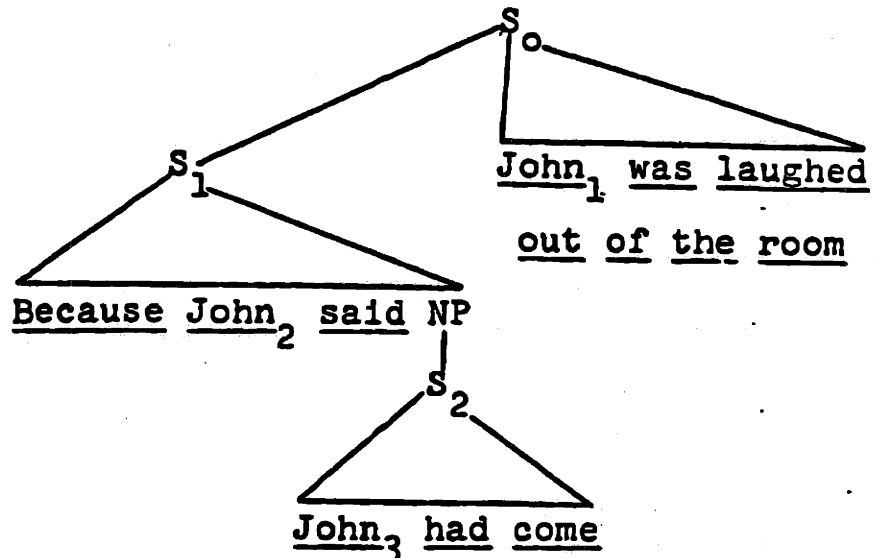 S₀
S₁
John₁ was laughed
out of the room
Because John₂ said NP
S₂
John₃ had come